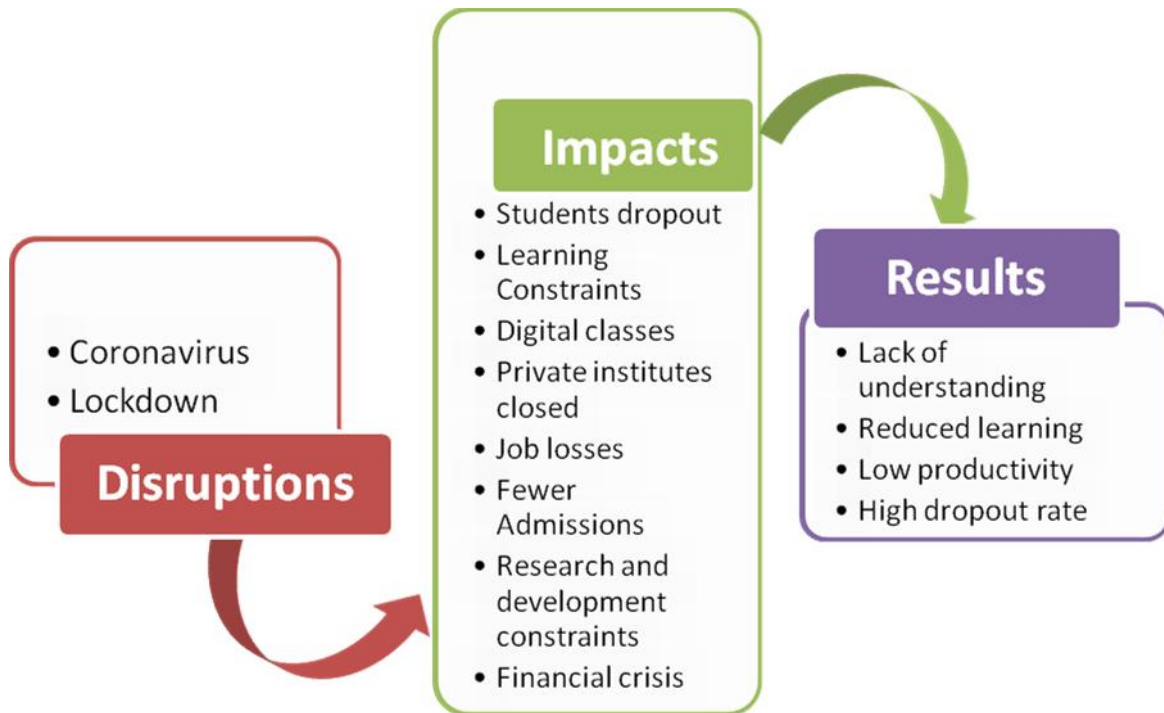 • Coronavirus
• Lockdown
Disruptions
Impacts
• Students dropout
• Learning
Constraints
• Digital classes
• Private institutes
closed
• Job losses
• Fewer
Admissions
• Research and
development
constraints
• Financial crisis
Results
• Lack of
understanding
• Reduced learning
• Low productivity
• High dropout rate